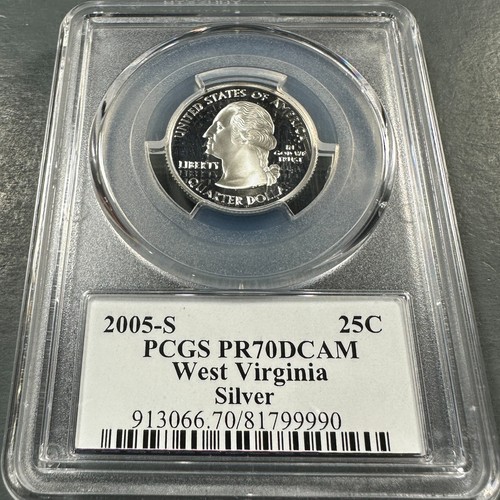 UNITED STATES OF AMERICA
IN
GOD WE
TRUST
LIBERTY
QUARTER DOLLAR
2005-S 25C
PCGS PR70DCAM
West Virginia
Silver
913066.70/81799990